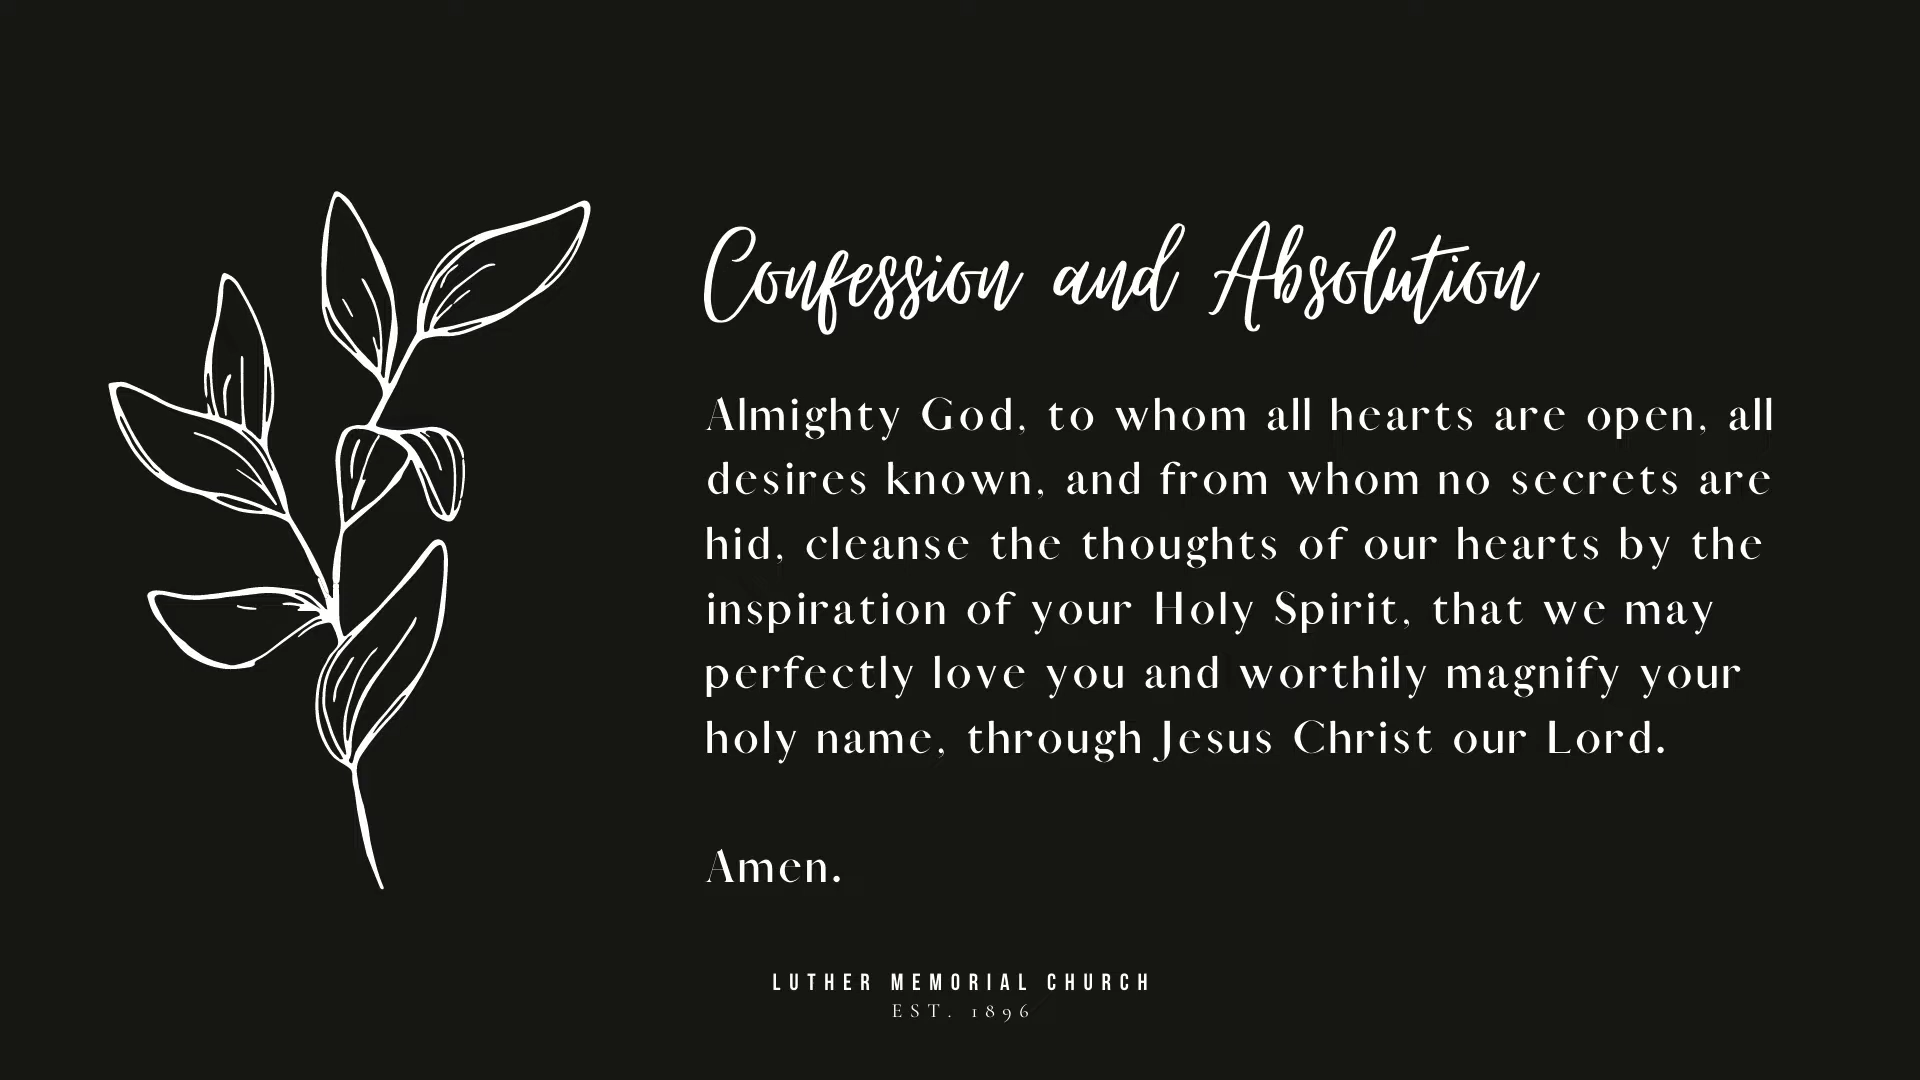 Confession and Absolution
Almighty God, to whom all hearts are open, all
desires known, and from whom no secrets are
hid, cleanse the thoughts of our hearts by the
inspiration of your Holy Spirit, that we may
perfectly love you and worthily magnify your
holy name, through Jesus Christ our Lord.
Amen.
LUTHER MEMORIAL CHURCH
EST. 1896